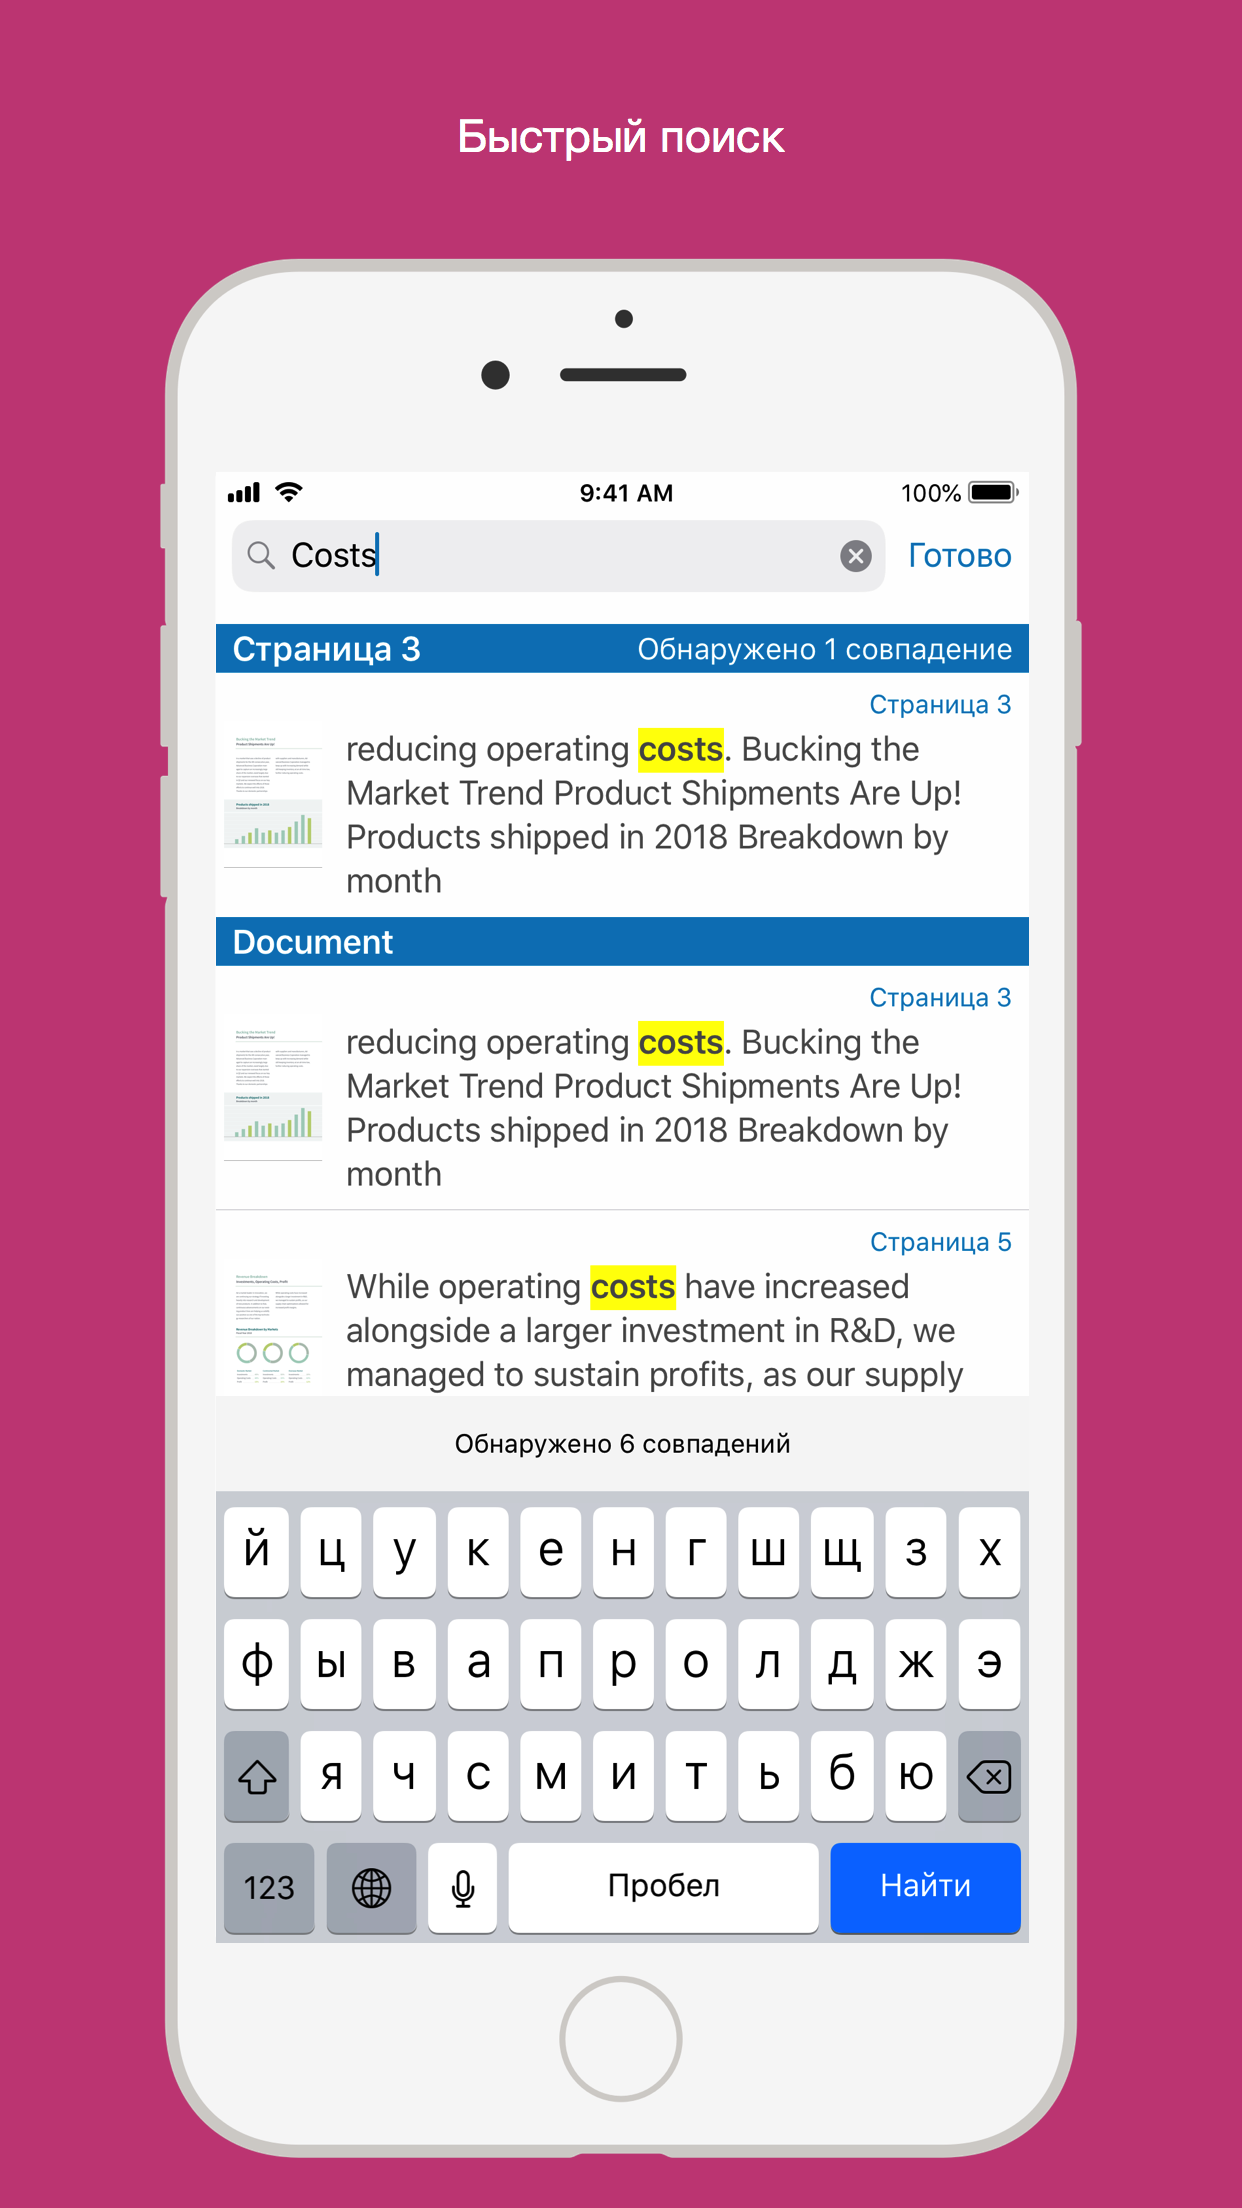 Быстрый поиск
9:41 AM
100%
Costs
Готово
Страница 3
Обнаружено 1 совпадение
Страница 3
reducing operating costs. Bucking the
Market Trend Product Shipments Are Up!
Products shipped in 2018 Breakdown by
month
Document
Страница 3
reducing operating costs. Bucking the
Market Trend Product Shipments Are Up!
Products shipped in 2018 Breakdown by
month
Страница 5
While operating costs have increased
alongside a larger investment in R&D, we
managed to sustain profits, as our supply
Обнаружено 6 совпадений
й ц у к е н г ш щ з х
ф ы в а п р о л д ж э
я ч с м и т ь б ю
123
Пробел
Найти